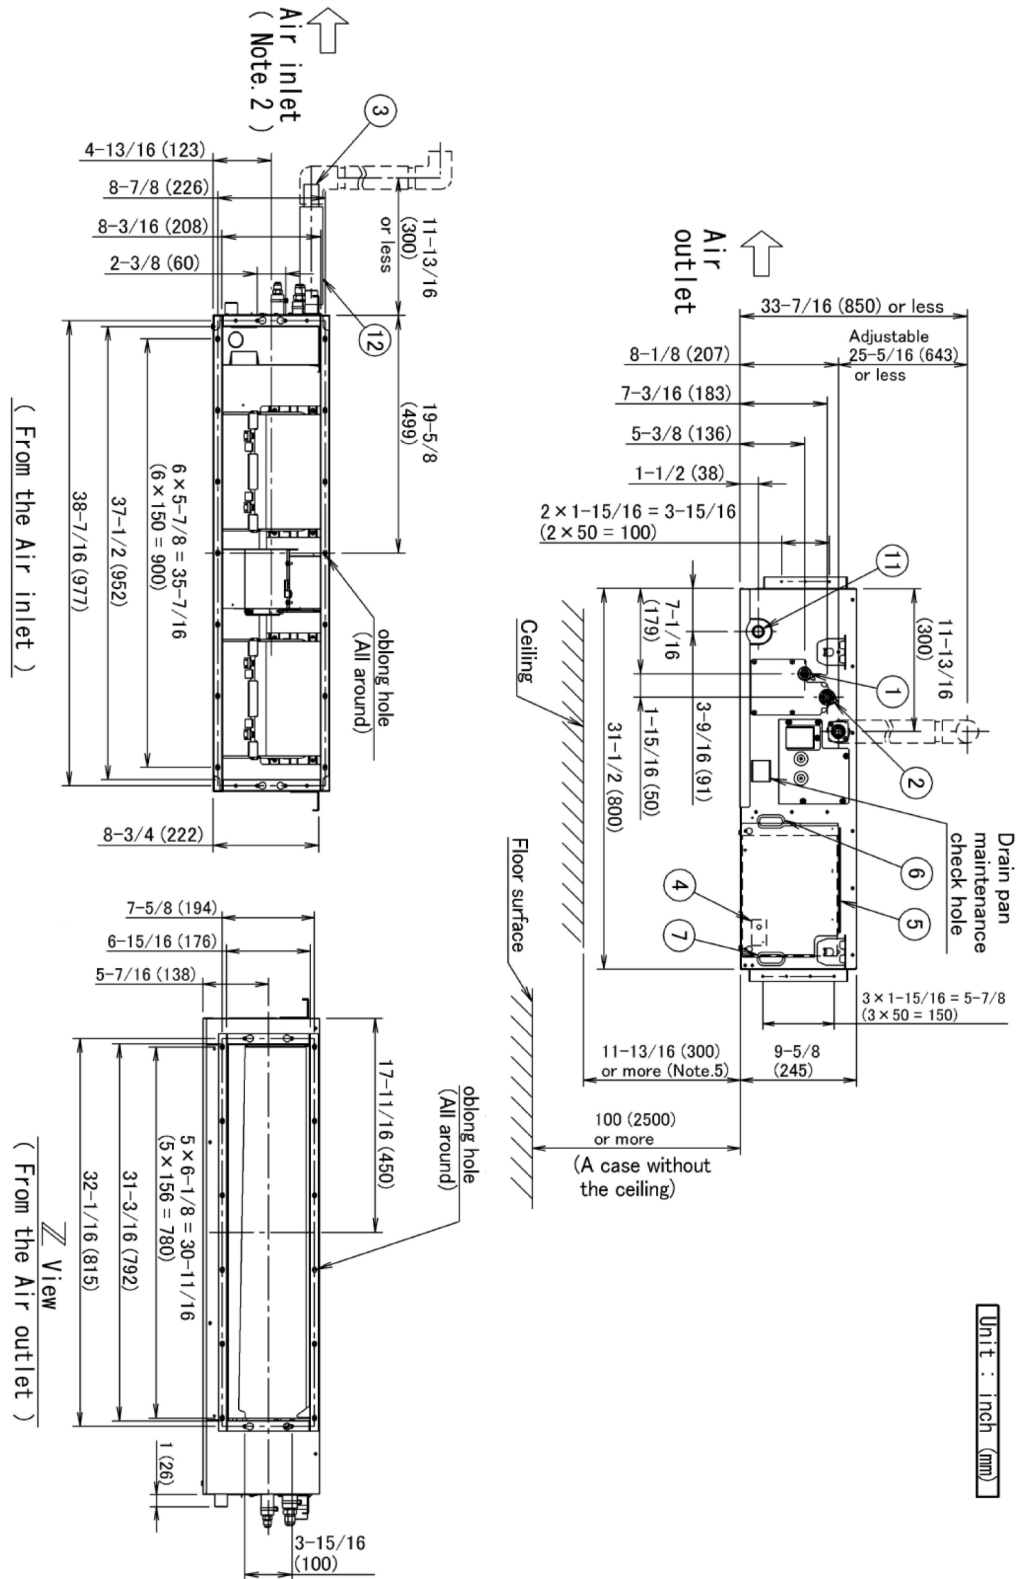 Air inlet
( Note. 2 )
3
4-13/16 (123)
8-7/8 (226)
8-3/16 (208)
2-3/8 (60)
11-13/16
(300)
or less
12
19-5/8
(499)
6×5-7/8 = 35-7/16
(6×150 = 900)
37-1/2 (952)
38-7/16 (977)
oblong hole
(All around)
( From the Air inlet )
8-3/4 (222)
Air
outlet
33-7/16 (850) or less
Adjustable
25-5/16 (643)
or less
8-1/8 (207)
7-3/16 (183)
5-3/8 (136)
1-1/2 (38)
2×1-15/16 = 3-15/16
(2×50 = 100)
11
7-1/16
(179)
11-13/16
(300)
1
2
3-9/16 (91)
1-15/16 (50)
31-1/2 (800)
Ceiling
Drain pan
maintenance
check hole
6
5
4
7
Floor surface
3×1-15/16 = 5-7/8
(3×50 = 150)
11-13/16 (300)
or more (Note.5)
9-5/8
(245)
100 (2500)
or more
(A case without
the ceiling)
7-5/8 (194)
6-15/16 (176)
5-7/16 (138)
17-11/16 (450)
oblong hole
(All around)
5×6-1/8 = 30-11/16
(5×156 = 780)
31-3/16 (792)
32-1/16 (815)
1 (26)
3-15/16
(100)
Z View
( From the Air outlet )
Unit : inch (mm)